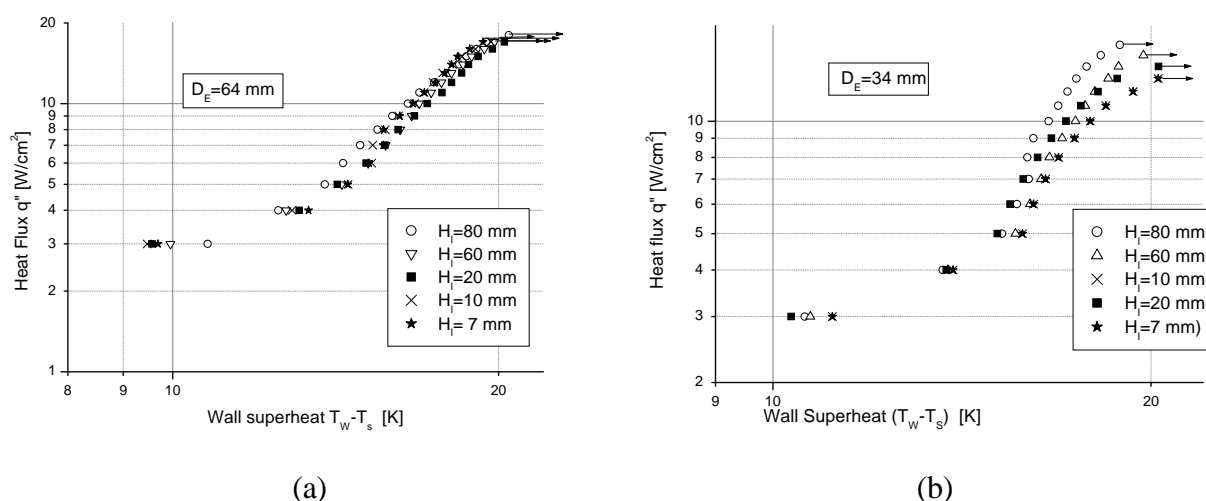 20
10
9
8
7
6
5
4
3
2
1
Heat Flux q" [W/cm²]
D_E=64 mm
H_l=80 mm
H_l=60 mm
H_l=20 mm
H_l=10 mm
H_l= 7 mm
8 9 10 20
Wall superheat T_W-T_s [K]
(a)
10
9
8
7
6
5
4
3
2
Heat flux q" [W/cm²]
D_E=34 mm
H_l=80 mm
H_l=60 mm
H_l=10 mm
H_l=20 mm
H_l=7 mm)
9 10 20
Wall Superheat (T_W-T_S) [K]
(b)